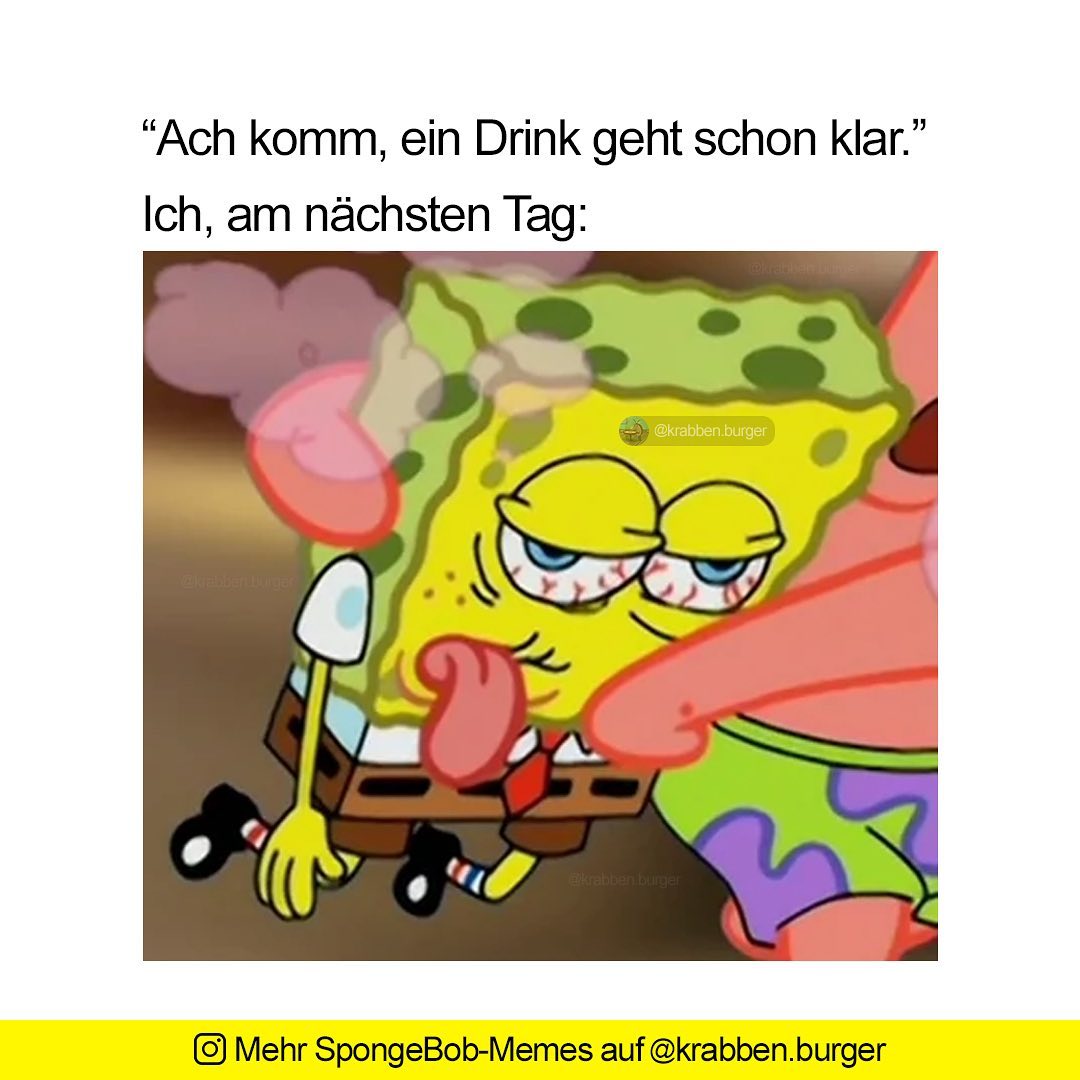 “Ach komm, ein Drink geht schon klar.”
Ich, am nächsten Tag:
@krabben.burger
@krabben.burger
@krabben.burger
@krabben.burger
Mehr SpongeBob-Memes auf @krabben.burger